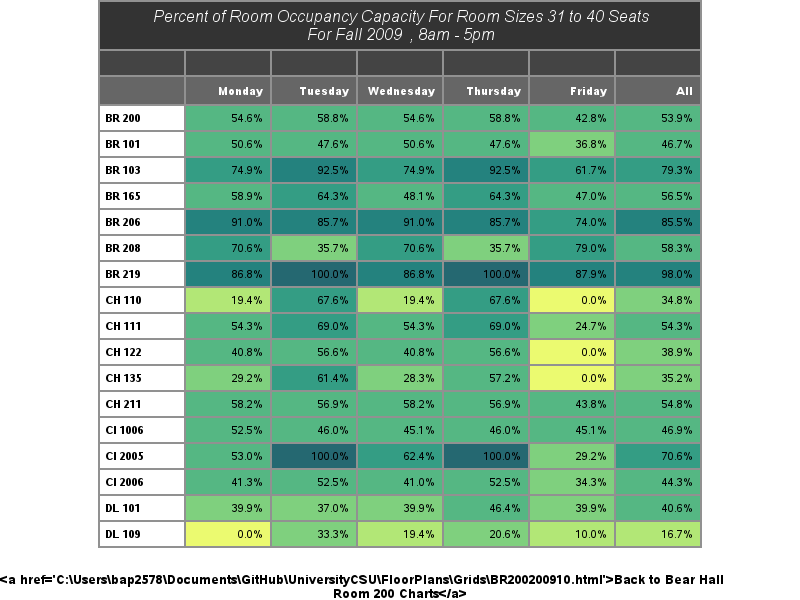 Percent of Room Occupancy Capacity For Room Sizes 31 to 40 Seats
For Fall 2009 , 8am - 5pm
Monday Tuesday Wednesday Thursday Friday All
BR 200 54.6% 58.8% 54.6% 58.8% 42.8% 53.9%
BR 101 50.6% 47.6% 50.6% 47.6% 36.8% 46.7%
BR 103 74.9% 92.5% 74.9% 92.5% 61.7% 79.3%
BR 165 58.9% 64.3% 48.1% 64.3% 47.0% 56.5%
BR 206 91.0% 85.7% 91.0% 85.7% 74.0% 85.5%
BR 208 70.6% 35.7% 70.6% 35.7% 79.0% 58.3%
BR 219 86.8% 100.0% 86.8% 100.0% 87.9% 98.0%
CH 110 19.4% 67.6% 19.4% 67.6% 0.0% 34.8%
CH 111 54.3% 69.0% 54.3% 69.0% 24.7% 54.3%
CH 122 40.8% 56.6% 40.8% 56.6% 0.0% 38.9%
CH 135 29.2% 61.4% 28.3% 57.2% 0.0% 35.2%
CH 211 58.2% 56.9% 58.2% 56.9% 43.8% 54.8%
CI 1006 52.5% 46.0% 45.1% 46.0% 45.1% 46.9%
CI 2005 53.0% 100.0% 62.4% 100.0% 29.2% 70.6%
CI 2006 41.3% 52.5% 41.0% 52.5% 34.3% 44.3%
DL 101 39.9% 37.0% 39.9% 46.4% 39.9% 40.6%
DL 109 0.0% 33.3% 19.4% 20.6% 10.0% 16.7%
<a href='C:\Users\bap2578\Documents\GitHub\UniversityCSU\FloorPlans\Grids\BR200200910.html'>Back to Bear Hall
Room 200 Charts</a>